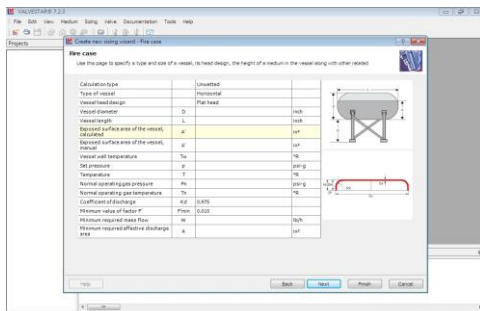 VALVESTAR® 7.2.3
File Edit View Medium Sizing Valve Documentation Tools Help
Projects
Create new sizing wizard - Fire case
Fire case
Use this page to specify a type and size of a vessel, its head design, the height of a medium in the vessel along with other related
Calculation type Unwetted
Type of vessel Horizontal
Vessel head design Flat head
Vessel diameter D inch
Vessel length L inch
Exposed surface area of the vessel, calculated A' in²
Exposed surface area of the vessel, manual A' in²
Vessel wall temperature Tw °R
Set pressure p psi-g
Temperature T °R
Normal operating gas pressure Pn psi-g
Normal operating gas temperature Tn °R
Coefficient of discharge Kd 0.975
Minimum value of factor F' F'min 0.010
Minimum required mass flow W lb/h
Minimum required effective discharge area A in²
Help Back Next Finish Cancel